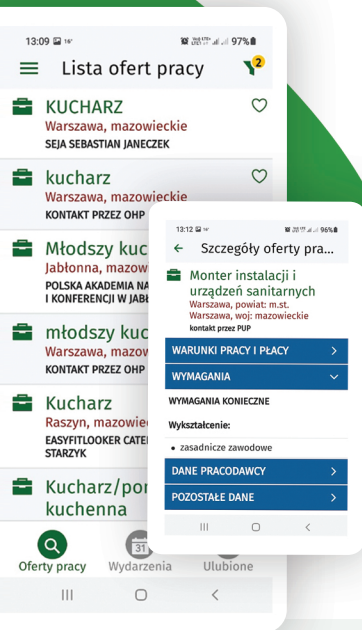 13:09
97%
Lista ofert pracy
2
KUCHARZ
Warszawa, mazowieckie
SEJA SEBASTIAN JANECZEK
kucharz
Warszawa, mazowieckie
KONTAKT PRZEZ OHP
Młodszy kuc
Jabłonna, mazow
POLSKA AKADEMIA NA
I KONFERENCJI W JABŁ
młodszy kuc
Warszawa, mazow
KONTAKT PRZEZ OHP
Kucharz
Raszyn, mazowie
EASYFITLOOKER CATE
STARZYK
Kucharz/po
kuchenna
31
Oferty pracy Wydarzenia Ulubione
13:12
96%
Szczegóły oferty pra...
Monter instalacji i
urządzeń sanitarnych
Warszawa, powiat: m.st.
Warszawa, woj: mazowieckie
kontakt przez PUP
WARUNKI PRACY I PŁACY
WYMAGANIA
WYMAGANIA KONIECZNE
Wykształcenie:
• zasadnicze zawodowe
DANE PRACODAWCY
POZOSTAŁE DANE